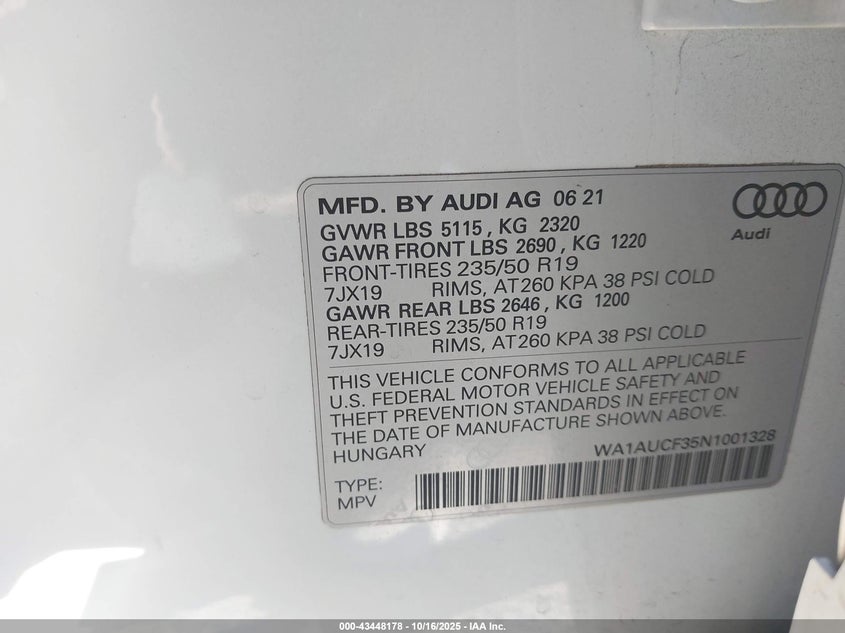 MFD. BY AUDI AG 06 21
GVWR LBS 5115, KG 2320
GAWR FRONT LBS 2690, KG 1220
FRONT-TIRES 235/50 R19
7JX19 RIMS, AT 260 KPA 38 PSI COLD
GAWR REAR LBS 2646, KG 1200
REAR-TIRES 235/50 R19
7JX19 RIMS, AT 260 KPA 38 PSI COLD
THIS VEHICLE CONFORMS TO ALL APPLICABLE
U.S. FEDERAL MOTOR VEHICLE SAFETY AND
THEFT PREVENTION STANDARDS IN EFFECT ON
THE DATE OF MANUFACTURE SHOWN ABOVE.
HUNGARY WA1AUCF35N1001328
TYPE:
MPV
Audi
000-43448178 - 10/16/2025 - IAA Inc.